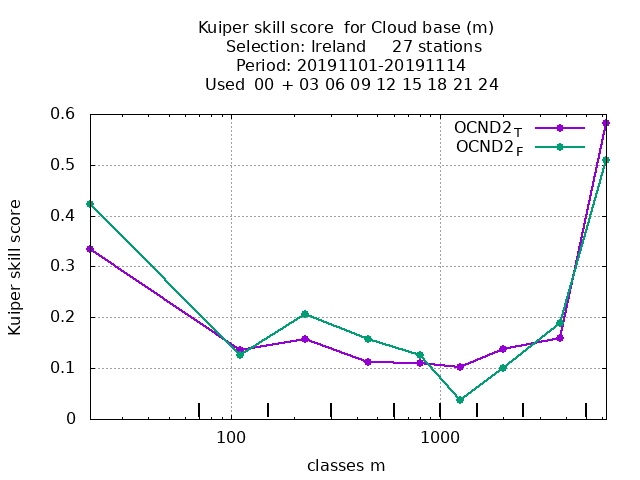 Kuiper skill score  for Cloud base (m)
Selection: Ireland     27 stations
Period: 20191101-20191114
Used  00 + 03 06 09 12 15 18 21 24
OCND2T
OCND2F
0.6
0.5
0.4
0.3
0.2
0.1
0
Kuiper skill score
100
1000
classes m